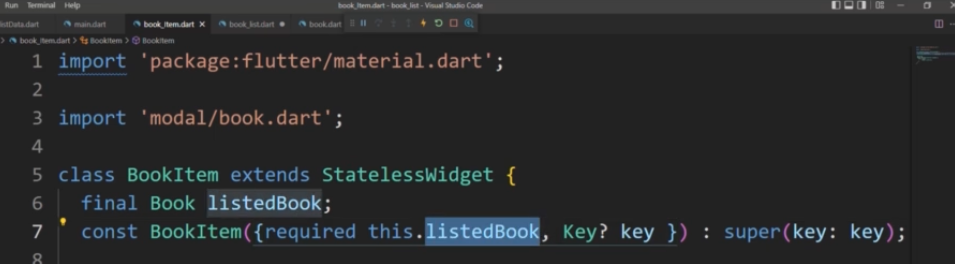 Run Terminal Help
book_Item.dart - book_list - Visual Studio Code
listData.dart main.dart book_Item.dart book_list.dart book.dart
book_Item.dart > BookItem > BookItem
1 import 'package:flutter/material.dart';
2
3 import 'modal/book.dart';
4
5 class BookItem extends StatelessWidget {
6 final Book listedBook;
7 const BookItem({required this.listedBook, Key? key }) : super(key: key);
8